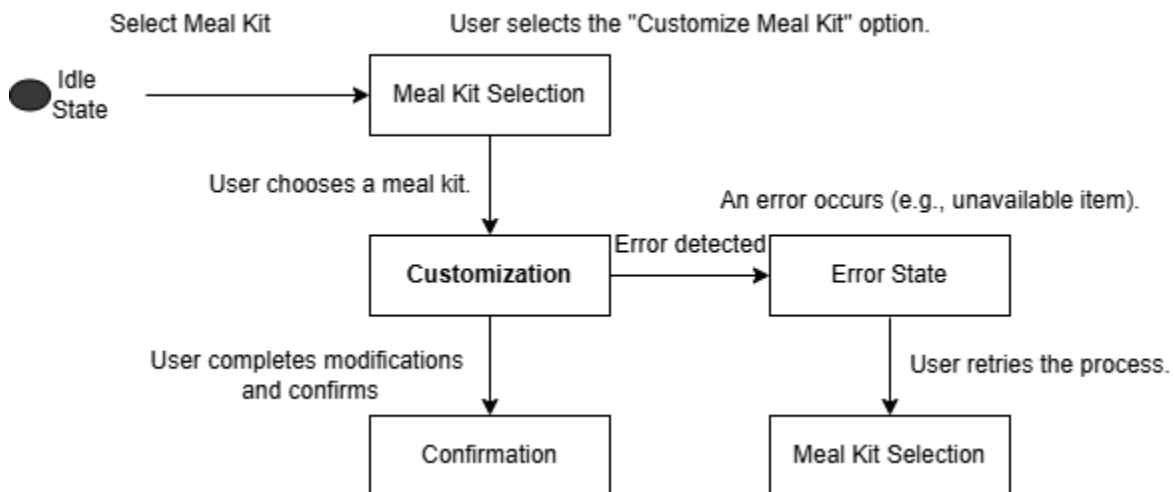 Select Meal Kit
User selects the "Customize Meal Kit" option.
Idle
State
Meal Kit Selection
User chooses a meal kit.
An error occurs (e.g., unavailable item).
Error detected
Customization
Error State
User completes modifications
and confirms
User retries the process.
Confirmation
Meal Kit Selection